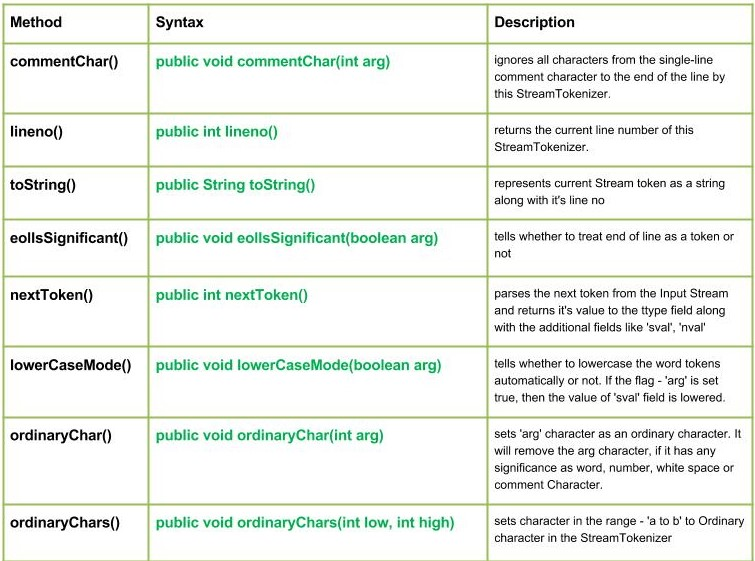 Method Syntax Description
commentChar() public void commentChar(int arg) ignores all characters from the single-line
comment character to the end of the line by
this StreamTokenizer.
lineno() public int lineno() returns the current line number of this
StreamTokenizer.
toString() public String toString() represents current Stream token as a string
along with it's line no
eolIsSignificant() public void eolIsSignificant(boolean arg) tells whether to treat end of line as a token or
not
nextToken() public int nextToken() parses the next token from the Input Stream
and returns it's value to the ttype field along
with the additional fields like 'sval', 'nval'
lowerCaseMode() public void lowerCaseMode(boolean arg) tells whether to lowercase the word tokens
automatically or not. If the flag - 'arg' is set
true, then the value of 'sval' field is lowered.
ordinaryChar() public void ordinaryChar(int arg) sets 'arg' character as an ordinary character. It
will remove the arg character, if it has any
significance as word, number, white space or
comment Character.
ordinaryChars() public void ordinaryChars(int low, int high) sets character in the range - 'a to b' to Ordinary
character in the StreamTokenizer